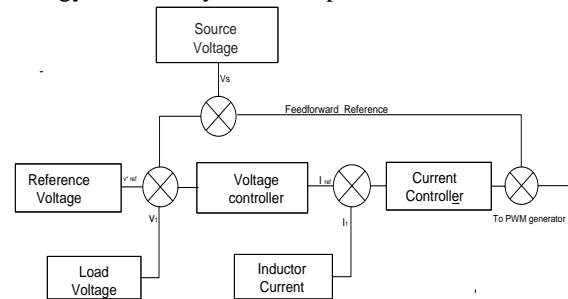 Source
Voltage
Vs
Feedforward Reference
Reference
Voltage
v* ref
Voltage
controller
I ref
Current
Controller
V1
I1
To PWM generator
Load
Voltage
Inductor
Current